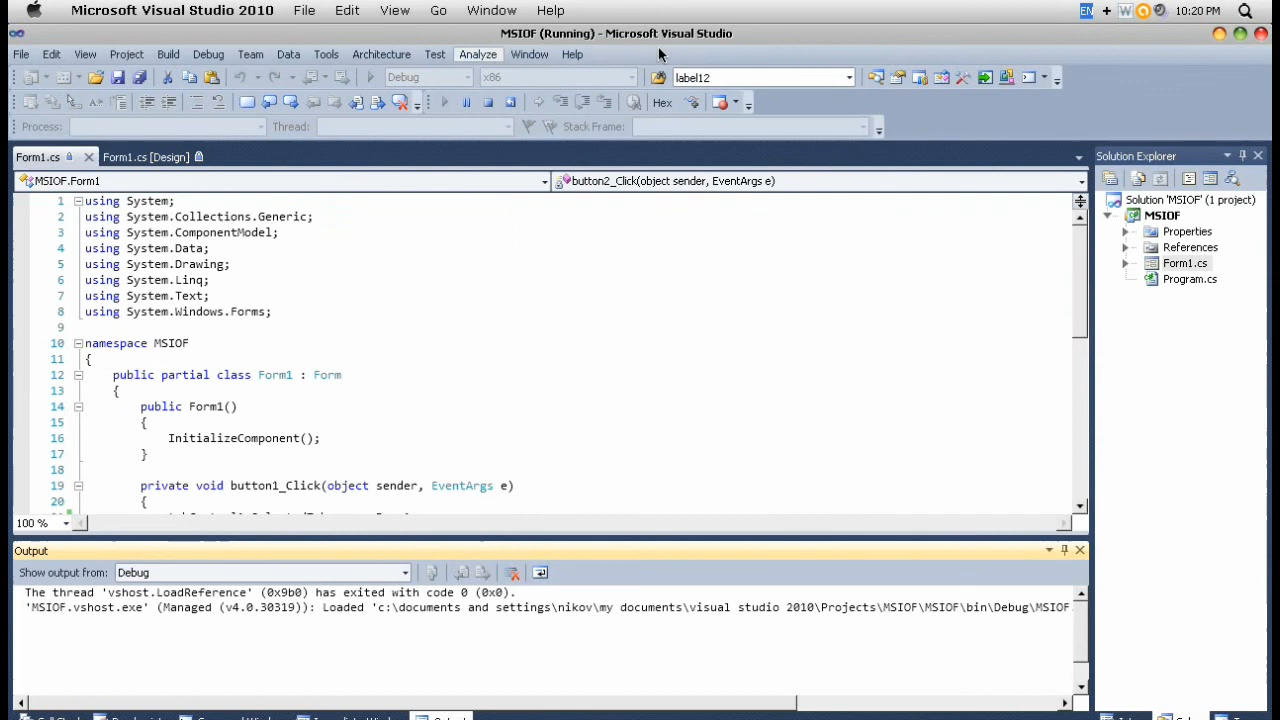 Microsoft Visual Studio 2010 File Edit View Go Window Help EN W 10:20 PM
MSIOF (Running) - Microsoft Visual Studio
File Edit View Project Build Debug Team Data Tools Architecture Test Analyze Window Help
Debug x86 label12
Hex
Process: Thread: Stack Frame:
Form1.cs Form1.cs [Design]
Solution Explorer
MSIOF.Form1 button2_Click(object sender, EventArgs e)
Solution 'MSIOF' (1 project)
MSIOF
Properties
References
Form1.cs
Program.cs
1 using System;
2 using System.Collections.Generic;
3 using System.ComponentModel;
4 using System.Data;
5 using System.Drawing;
6 using System.Linq;
7 using System.Text;
8 using System.Windows.Forms;
9
10 namespace MSIOF
11 {
12 public partial class Form1 : Form
13 {
14 public Form1()
15 {
16 InitializeComponent();
17 }
18
19 private void button1_Click(object sender, EventArgs e)
20 {
100 %
Output
Show output from: Debug
The thread 'vshost.LoadReference' (0x9b0) has exited with code 0 (0x0).
'MSIOF.vshost.exe' (Managed (v4.0.30319)): Loaded 'c:\documents and settings\nikov\my documents\visual studio 2010\Projects\MSIOF\MSIOF\bin\Debug\MSIOF